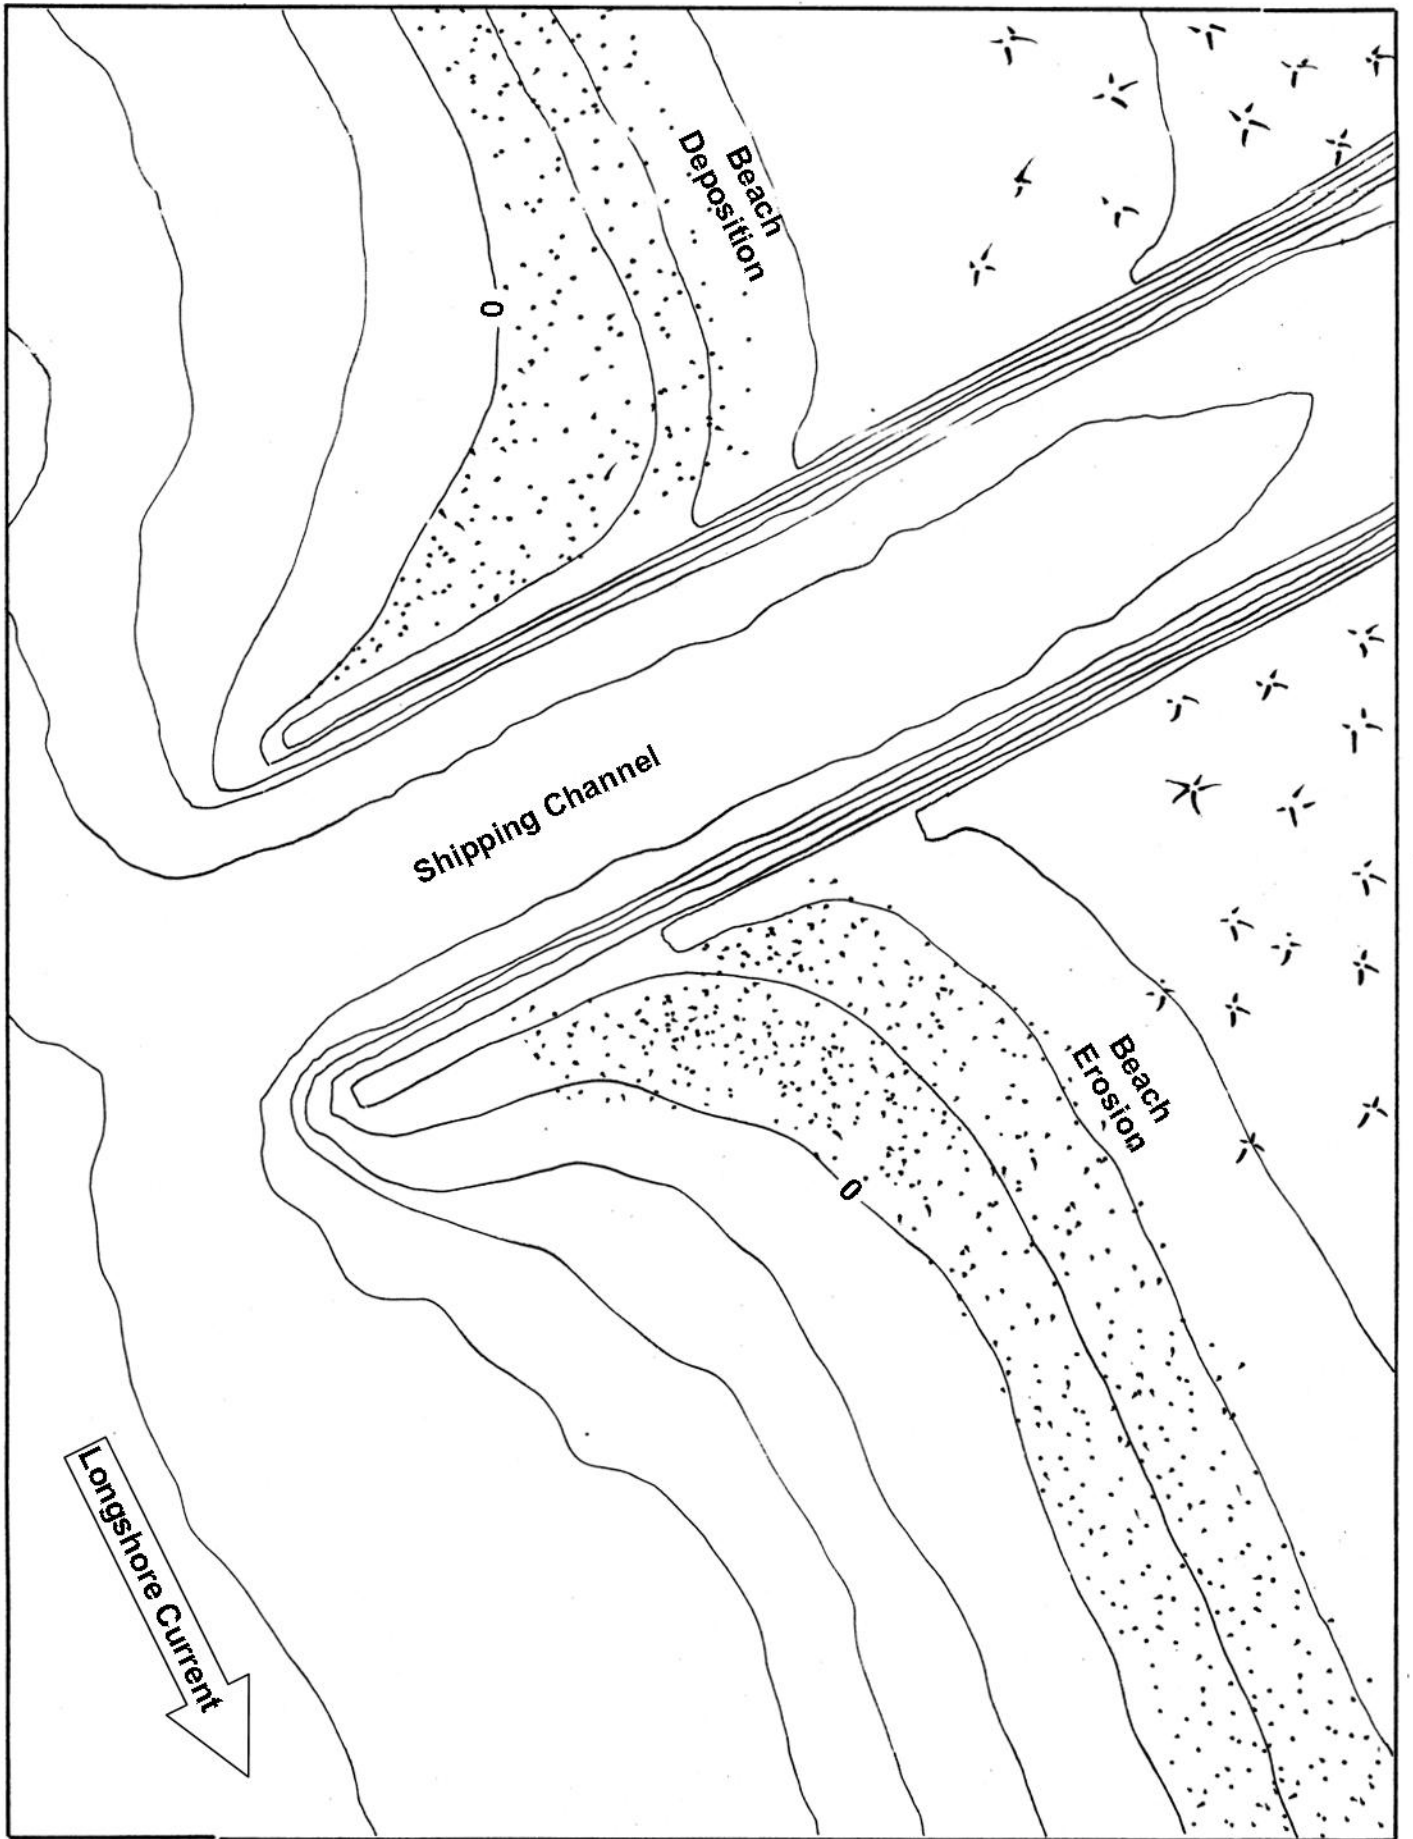 Beach
Deposition
0
Shipping Channel
Beach
Erosion
0
Longshore Current